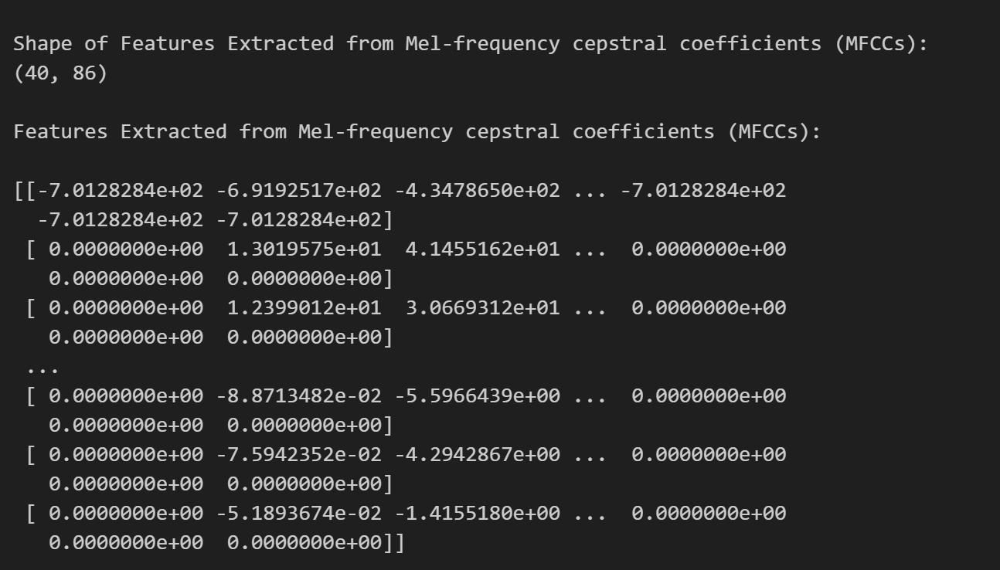 Shape of Features Extracted from Mel-frequency cepstral coefficients (MFCCs):
(40, 86)
Features Extracted from Mel-frequency cepstral coefficients (MFCCs):
[[-7.0128284e+02 -6.9192517e+02 -4.3478650e+02 ... -7.0128284e+02
-7.0128284e+02 -7.0128284e+02]
[ 0.0000000e+00 1.3019575e+01 4.1455162e+01 ... 0.0000000e+00
0.0000000e+00 0.0000000e+00]
[ 0.0000000e+00 1.2399012e+01 3.0669312e+01 ... 0.0000000e+00
0.0000000e+00 0.0000000e+00]
...
[ 0.0000000e+00 -8.8713482e-02 -5.5966439e+00 ... 0.0000000e+00
0.0000000e+00 0.0000000e+00]
[ 0.0000000e+00 -7.5942352e-02 -4.2942867e+00 ... 0.0000000e+00
0.0000000e+00 0.0000000e+00]
[ 0.0000000e+00 -5.1893674e-02 -1.4155180e+00 ... 0.0000000e+00
0.0000000e+00 0.0000000e+00]]